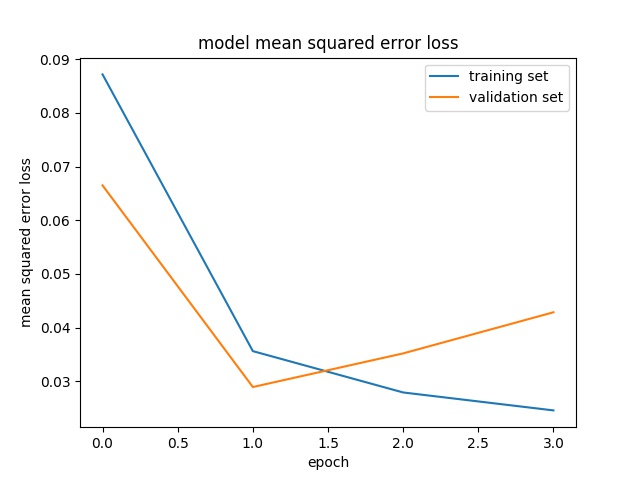 model mean squared error loss
training set
validation set
mean squared error loss
0.09
0.08
0.07
0.06
0.05
0.04
0.03
0.0 0.5 1.0 1.5 2.0 2.5 3.0
epoch